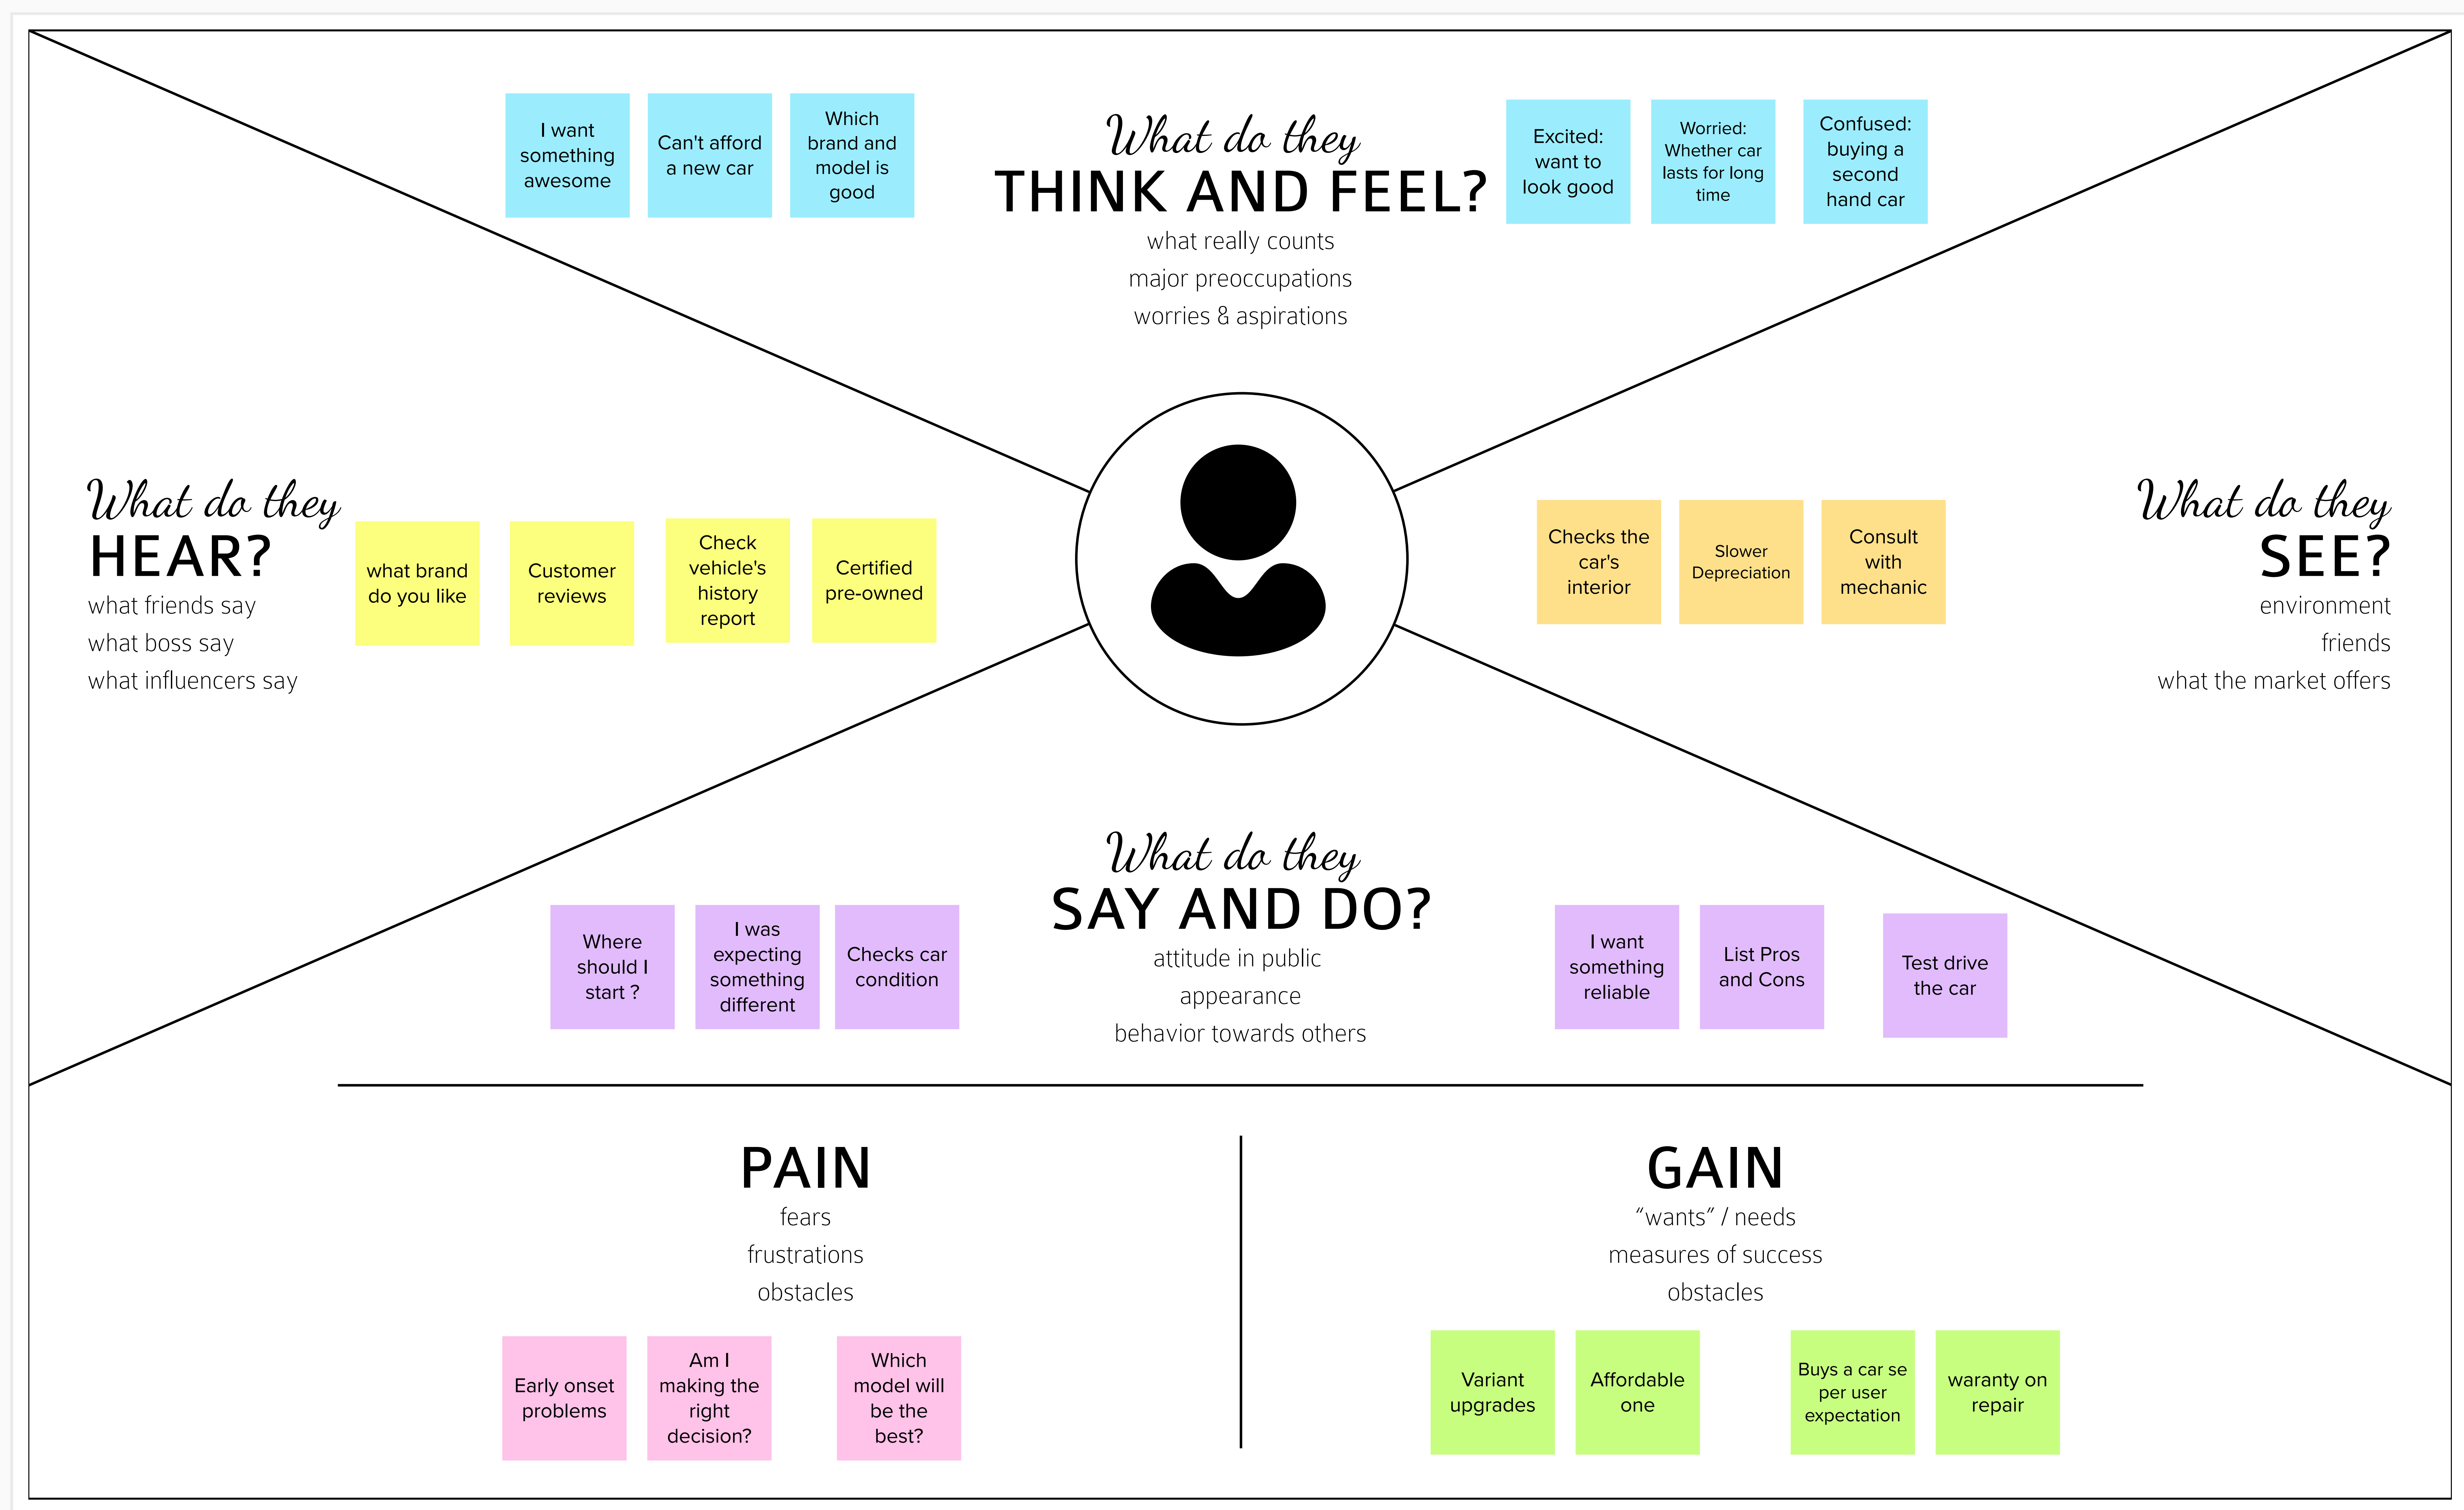 I want
something
awesome
Can't afford
a new car
Which
brand and
model is
good
What do they
THINK AND FEEL?
what really counts
major preoccupations
worries & aspirations
Excited:
want to
look good
Worried:
Whether car
lasts for long
time
Confused:
buying a
second
hand car
What do they
HEAR?
what friends say
what boss say
what influencers say
what brand
do you like
Customer
reviews
Check
vehicle's
history
report
Certified
pre-owned
Checks the
car's
interior
Slower
Depreciation
Consult
with
mechanic
What do they
SEE?
environment
friends
what the market offers
Where
should I
start ?
I was
expecting
something
different
Checks car
condition
What do they
SAY AND DO?
attitude in public
appearance
behavior towards others
I want
something
reliable
List Pros
and Cons
Test drive
the car
PAIN
fears
frustrations
obstacles
Early onset
problems
Am I
making the
right
decision?
Which
model will
be the
best?
GAIN
“wants” / needs
measures of success
obstacles
Variant
upgrades
Affordable
one
Buys a car se
per user
expectation
waranty on
repair